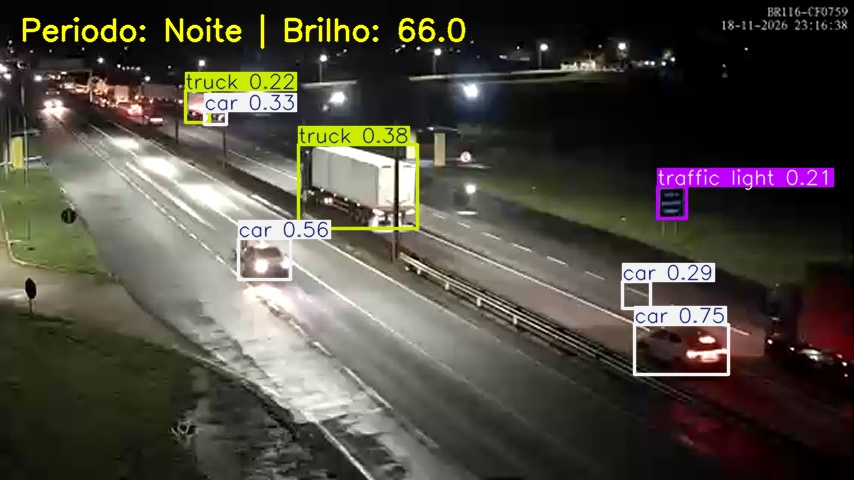 Periodo: Noite | Brilho: 66.0
BR116-CF0759
18-11-2026 23:16:38
truck 0.22
car 0.33
truck 0.38
traffic light 0.21
car 0.56
car 0.29
car 0.75